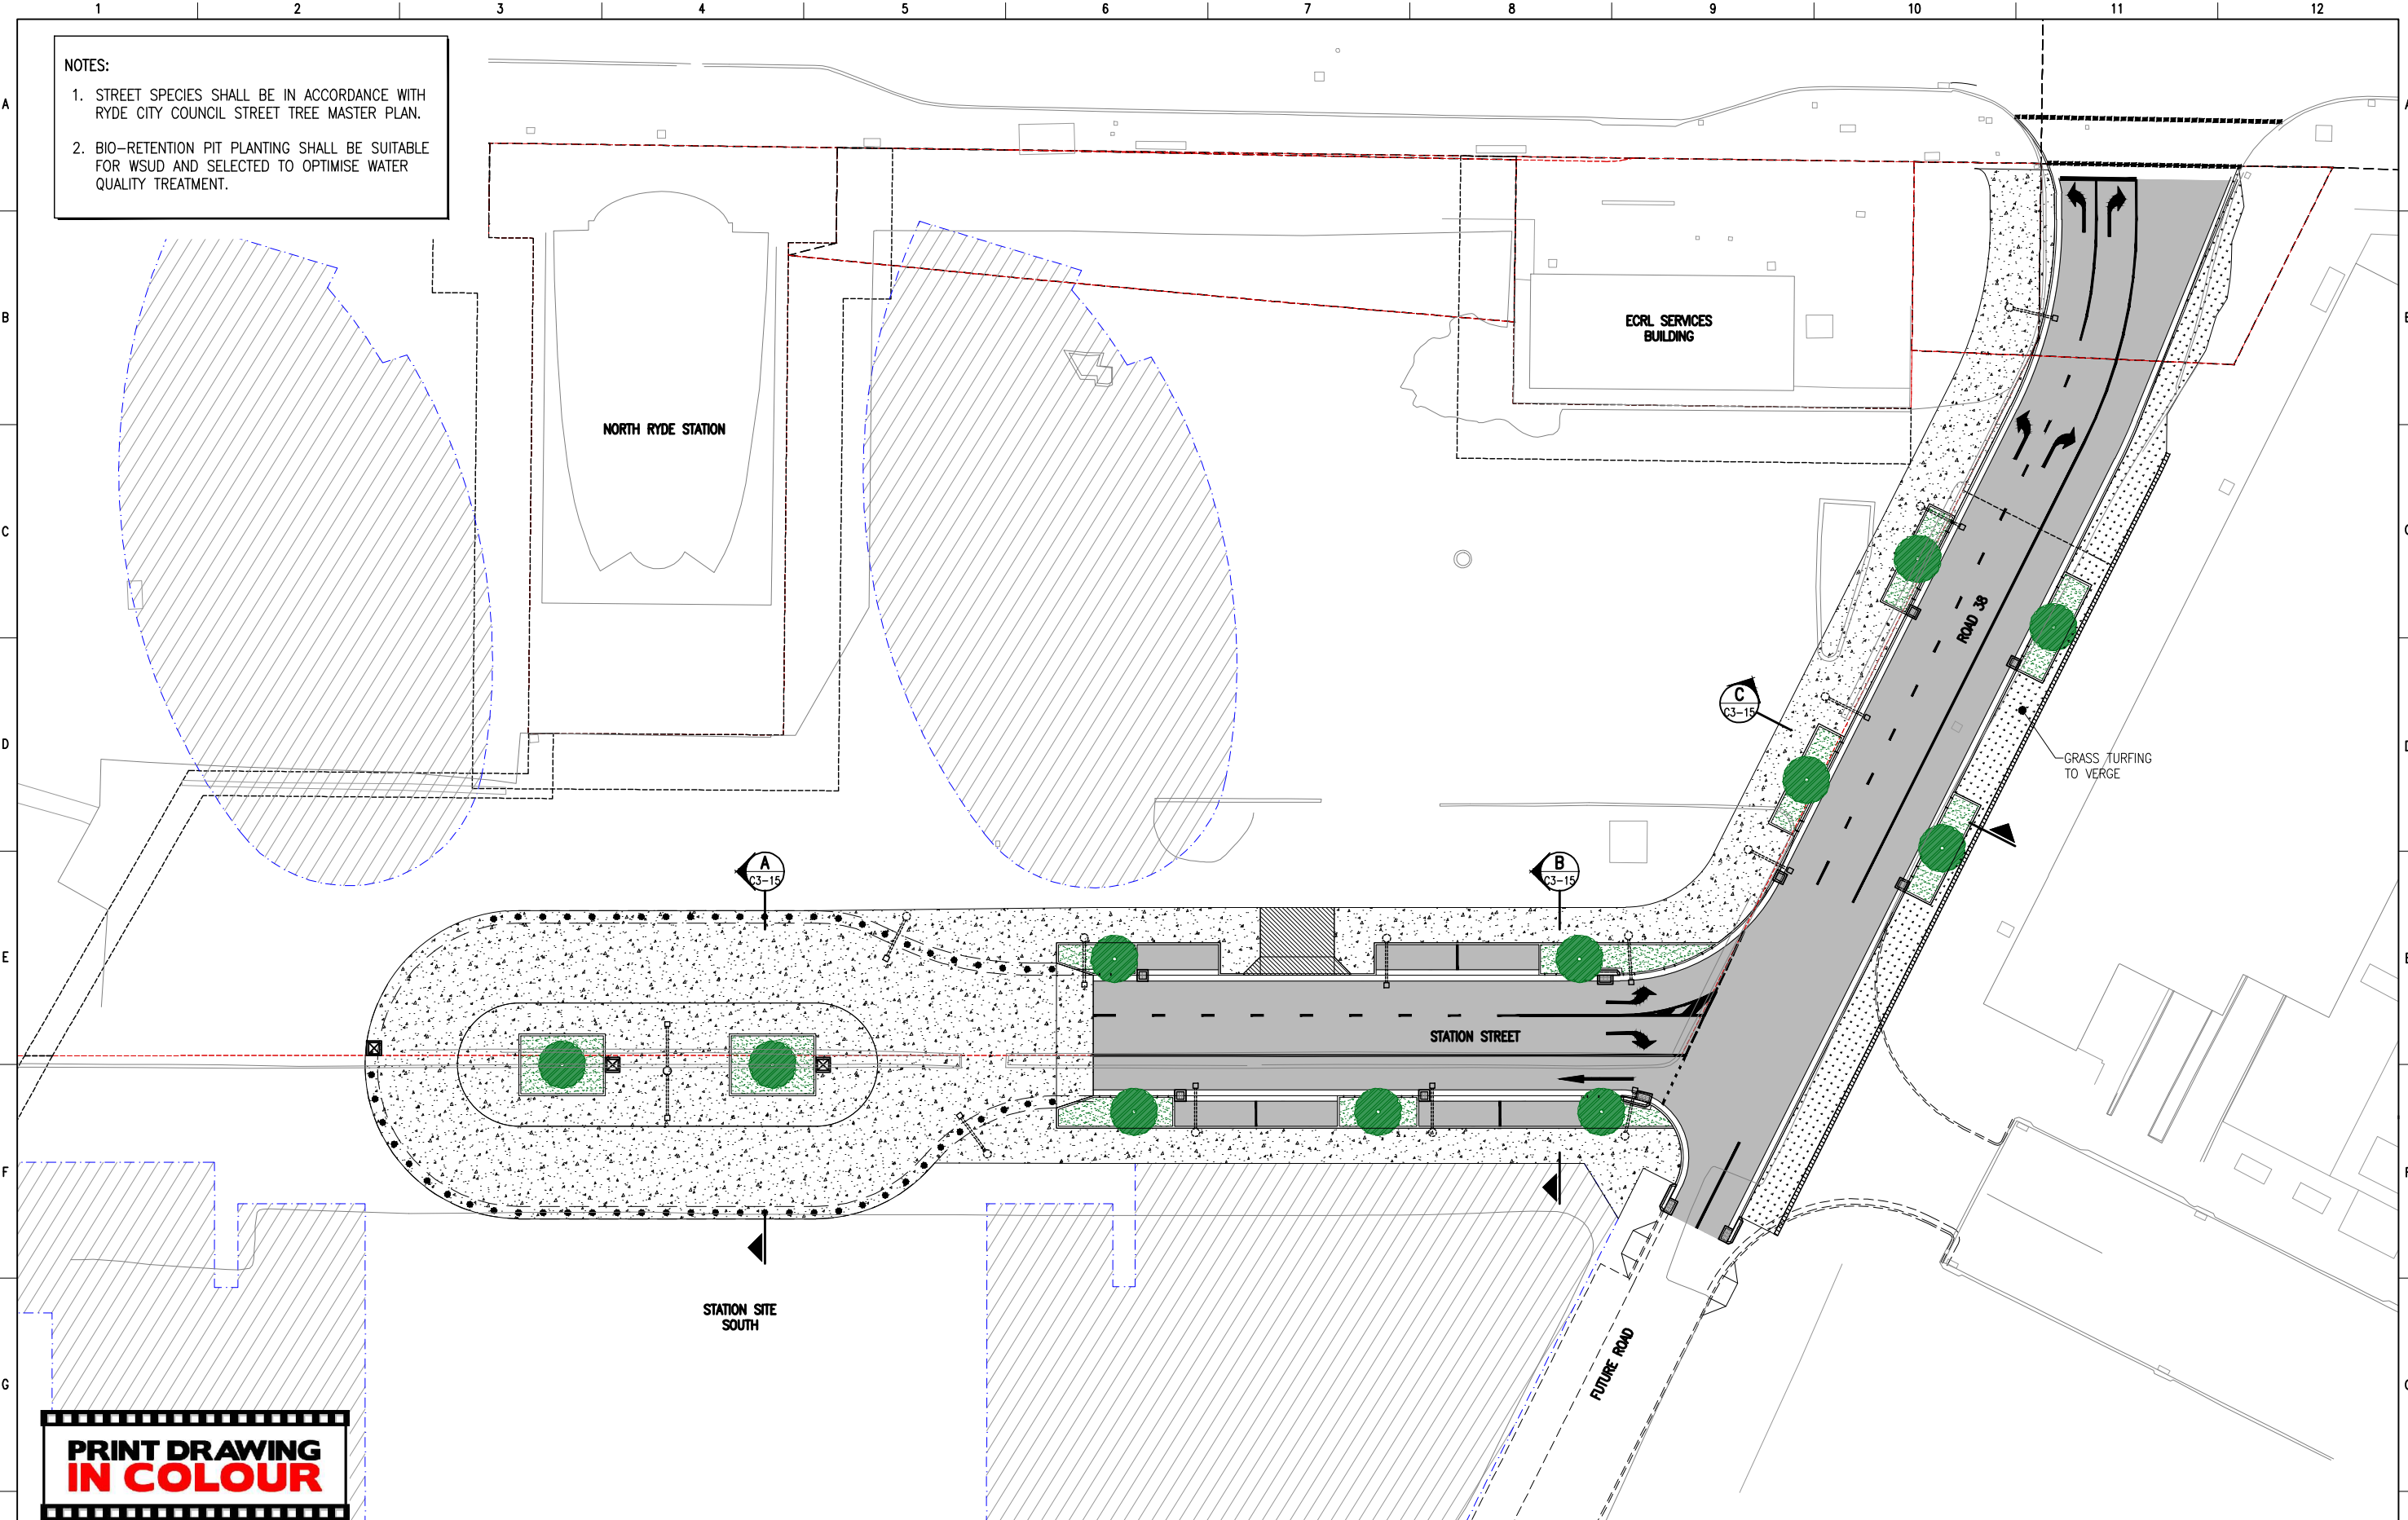 1 2 3 4 5 6 7 8 9 10 11 12
A
B
C
D
E
F
G
NOTES:
1. STREET SPECIES SHALL BE IN ACCORDANCE WITH
RYDE CITY COUNCIL STREET TREE MASTER PLAN.
2. BIO-RETENTION PIT PLANTING SHALL BE SUITABLE
FOR WSUD AND SELECTED TO OPTIMISE WATER
QUALITY TREATMENT.
ECRL SERVICES
BUILDING
NORTH RYDE STATION
ROAD 38
C
C3-15
GRASS TURFING
TO VERGE
A
C3-15
B
C3-15
STATION STREET
STATION SITE
SOUTH
FUTURE ROAD
PRINT DRAWING
IN COLOUR